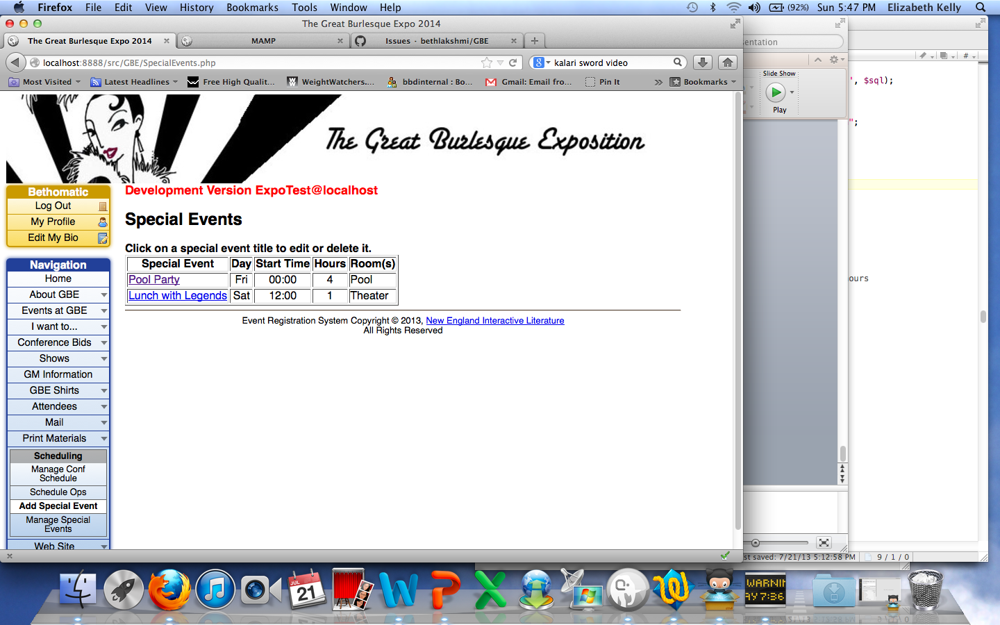 Firefox File Edit View History Bookmarks Tools Window Help (92%) Sun 5:47 PM Elizabeth Kelly
The Great Burlesque Expo 2014
The Great Burlesque Expo 2014 MAMP Issues · bethlakshmi/GBE
localhost:8888/src/GBE/SpecialEvents.php kalari sword video
Most Visited Latest Headlines Free High Qualit... WeightWatchers.... bbdinternal : Bo... Gmail: Email fro... Pin It Bookmarks
The Great Burlesque Exposition
Bethomatic
Log Out
My Profile
Edit My Bio
Navigation
Home
About GBE
Events at GBE
I want to...
Conference Bids
Shows
GM Information
GBE Shirts
Attendees
Mail
Print Materials
Scheduling
Manage Conf
Schedule
Schedule Ops
Add Special Event
Manage Special
Events
Web Site
Development Version ExpoTest@localhost
Special Events
Click on a special event title to edit or delete it.
Special Event Day Start Time Hours Room(s)
Pool Party Fri 00:00 4 Pool
Lunch with Legends Sat 12:00 1 Theater
Event Registration System Copyright © 2013, New England Interactive Literature
All Rights Reserved
entation
Slide Show
Play
', $sql);
";
ours
st saved: 7/21/13 5:12:58 PM 9 / 1 / 0
JUL
21
WARNIN
AY 7:36